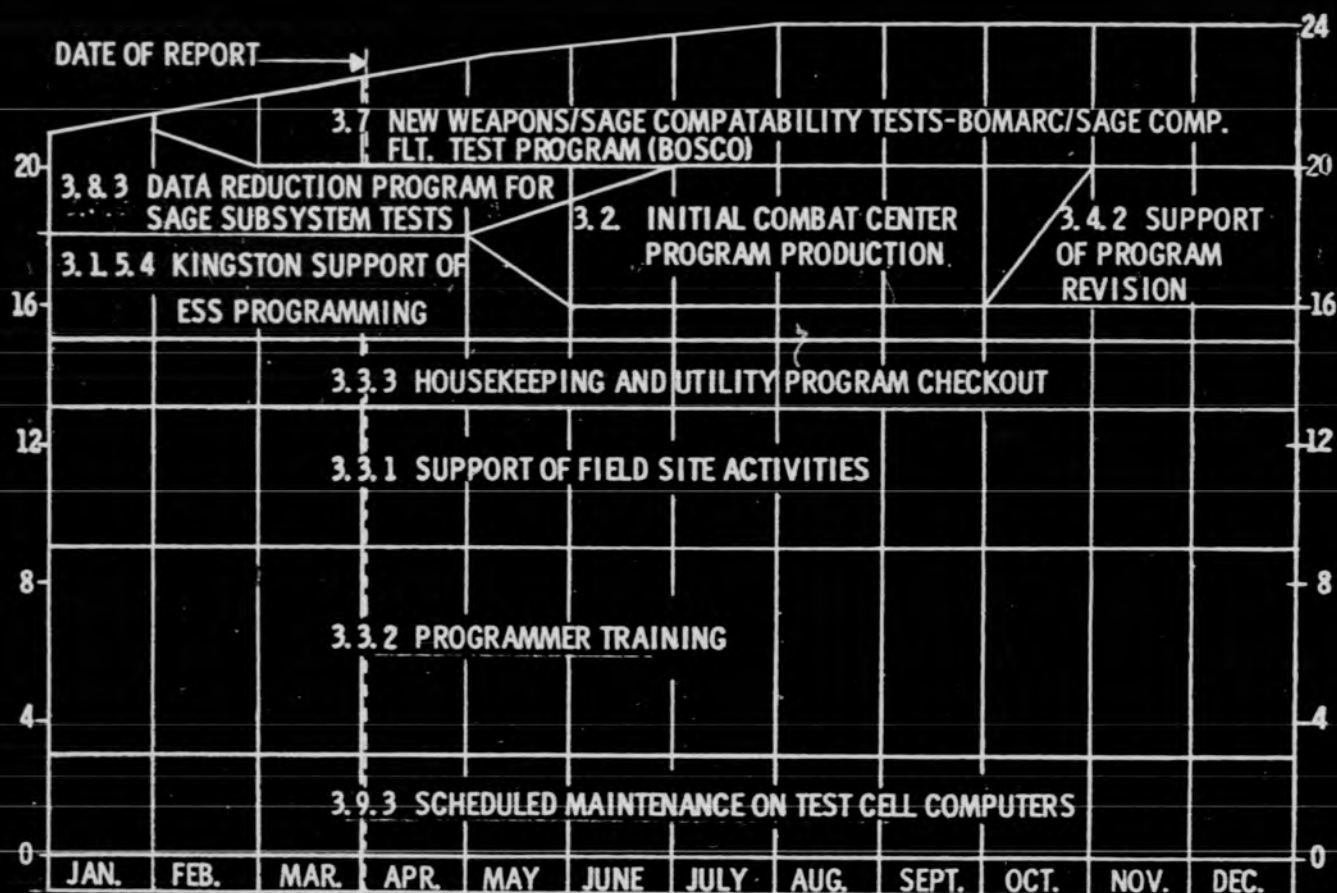 24
DATE OF REPORT
3.7 NEW WEAPONS/SAGE COMPATABILITY TESTS-BOMARC/SAGE COMP.
FLT. TEST PROGRAM (BOSCO)
20 20
3.8.3 DATA REDUCTION PROGRAM FOR
SAGE SUBSYSTEM TESTS
3.2. INITIAL COMBAT CENTER
PROGRAM PRODUCTION
3.4.2 SUPPORT
OF PROGRAM
REVISION
3.1.5.4 KINGSTON SUPPORT OF
ESS PROGRAMMING
16 16
3.3.3 HOUSEKEEPING AND UTILITY PROGRAM CHECKOUT
12 12
3.3.1 SUPPORT OF FIELD SITE ACTIVITIES
8 8
3.3.2 PROGRAMMER TRAINING
4 4
3.9.3 SCHEDULED MAINTENANCE ON TEST CELL COMPUTERS
0 0
JAN. FEB. MAR. APR. MAY JUNE JULY AUG. SEPT. OCT. NOV. DEC.